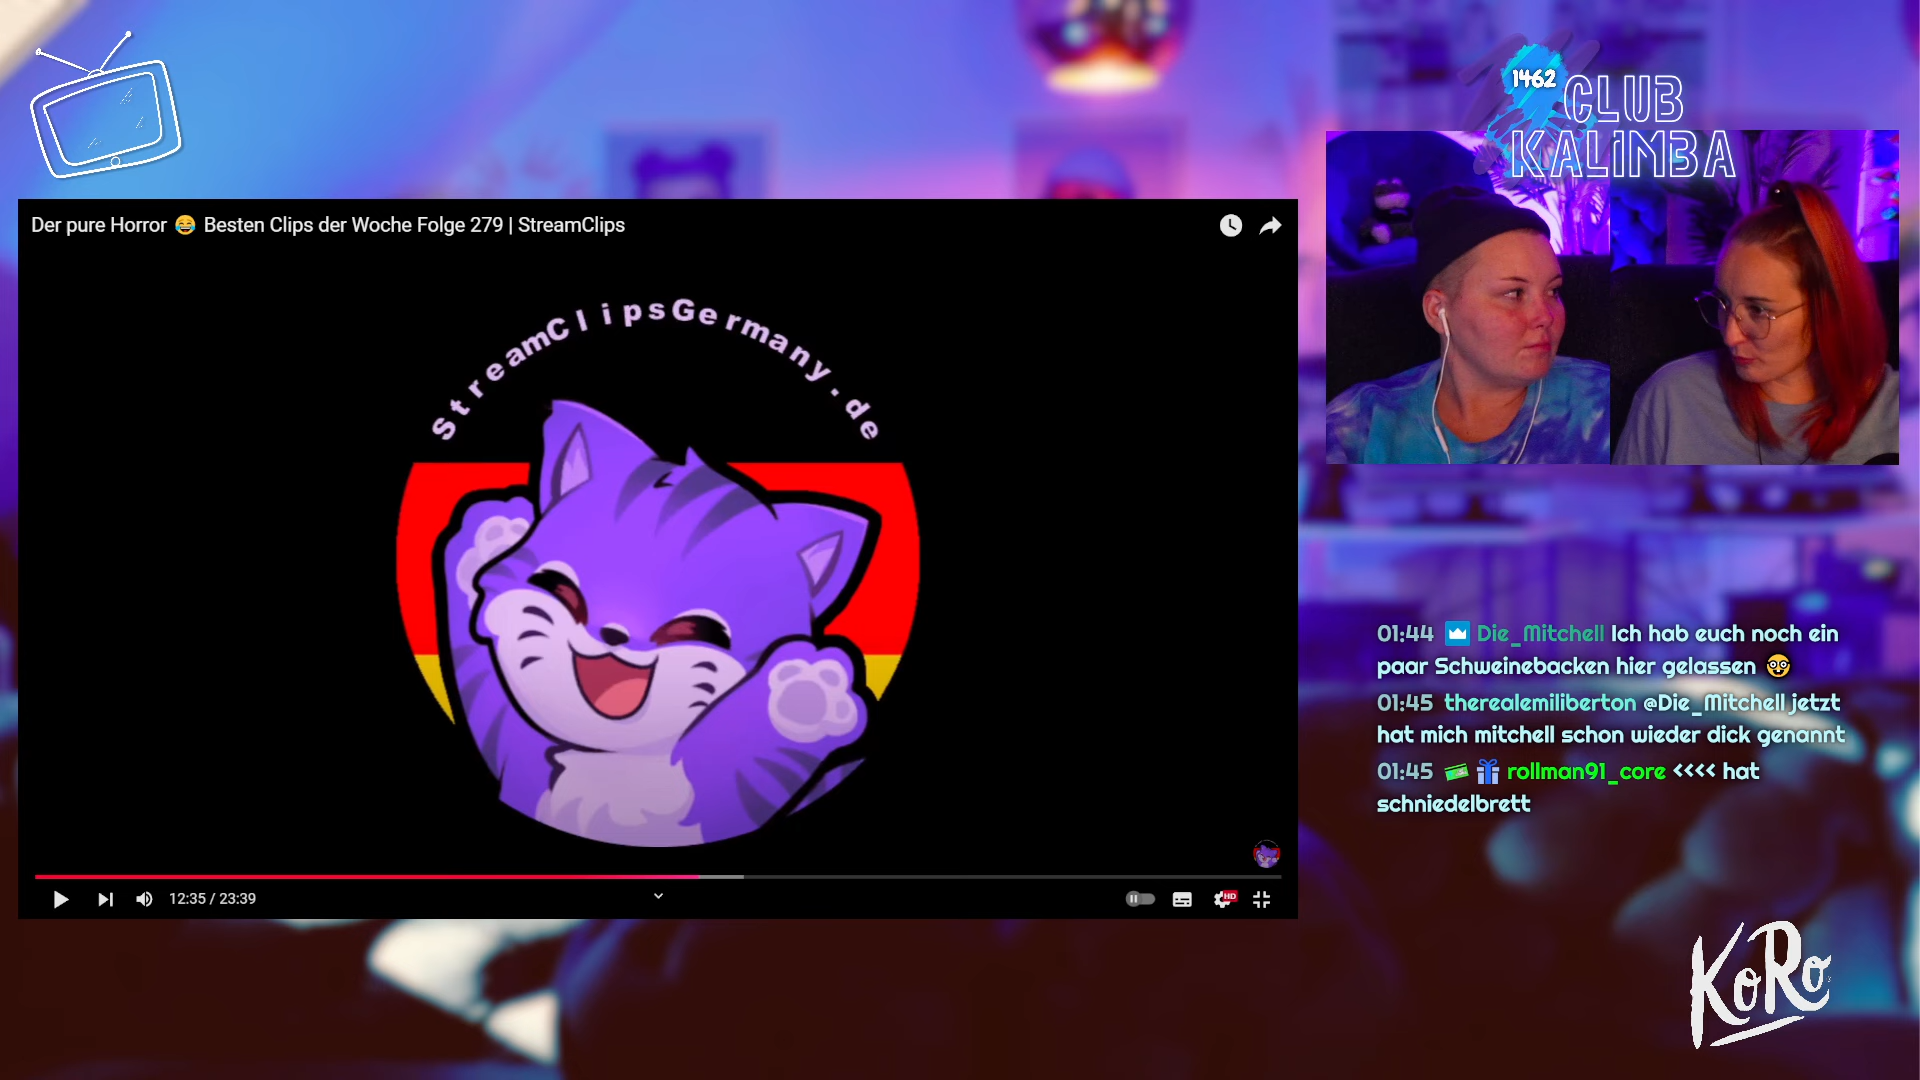 1462
CLUB
KALIMBA
Der pure Horror 😂 Besten Clips der Woche Folge 279 | StreamClips
StreamClipsGermany.de
12:35 / 23:39
HD
01:44 Die_Mitchell Ich hab euch noch ein
paar Schweinebacken hier gelassen 🤓
01:45 therealemiliberton @Die_Mitchell jetzt
hat mich mitchell schon wieder dick genannt
01:45 rollman91_core <<<< hat
schniedelbrett
KoRo